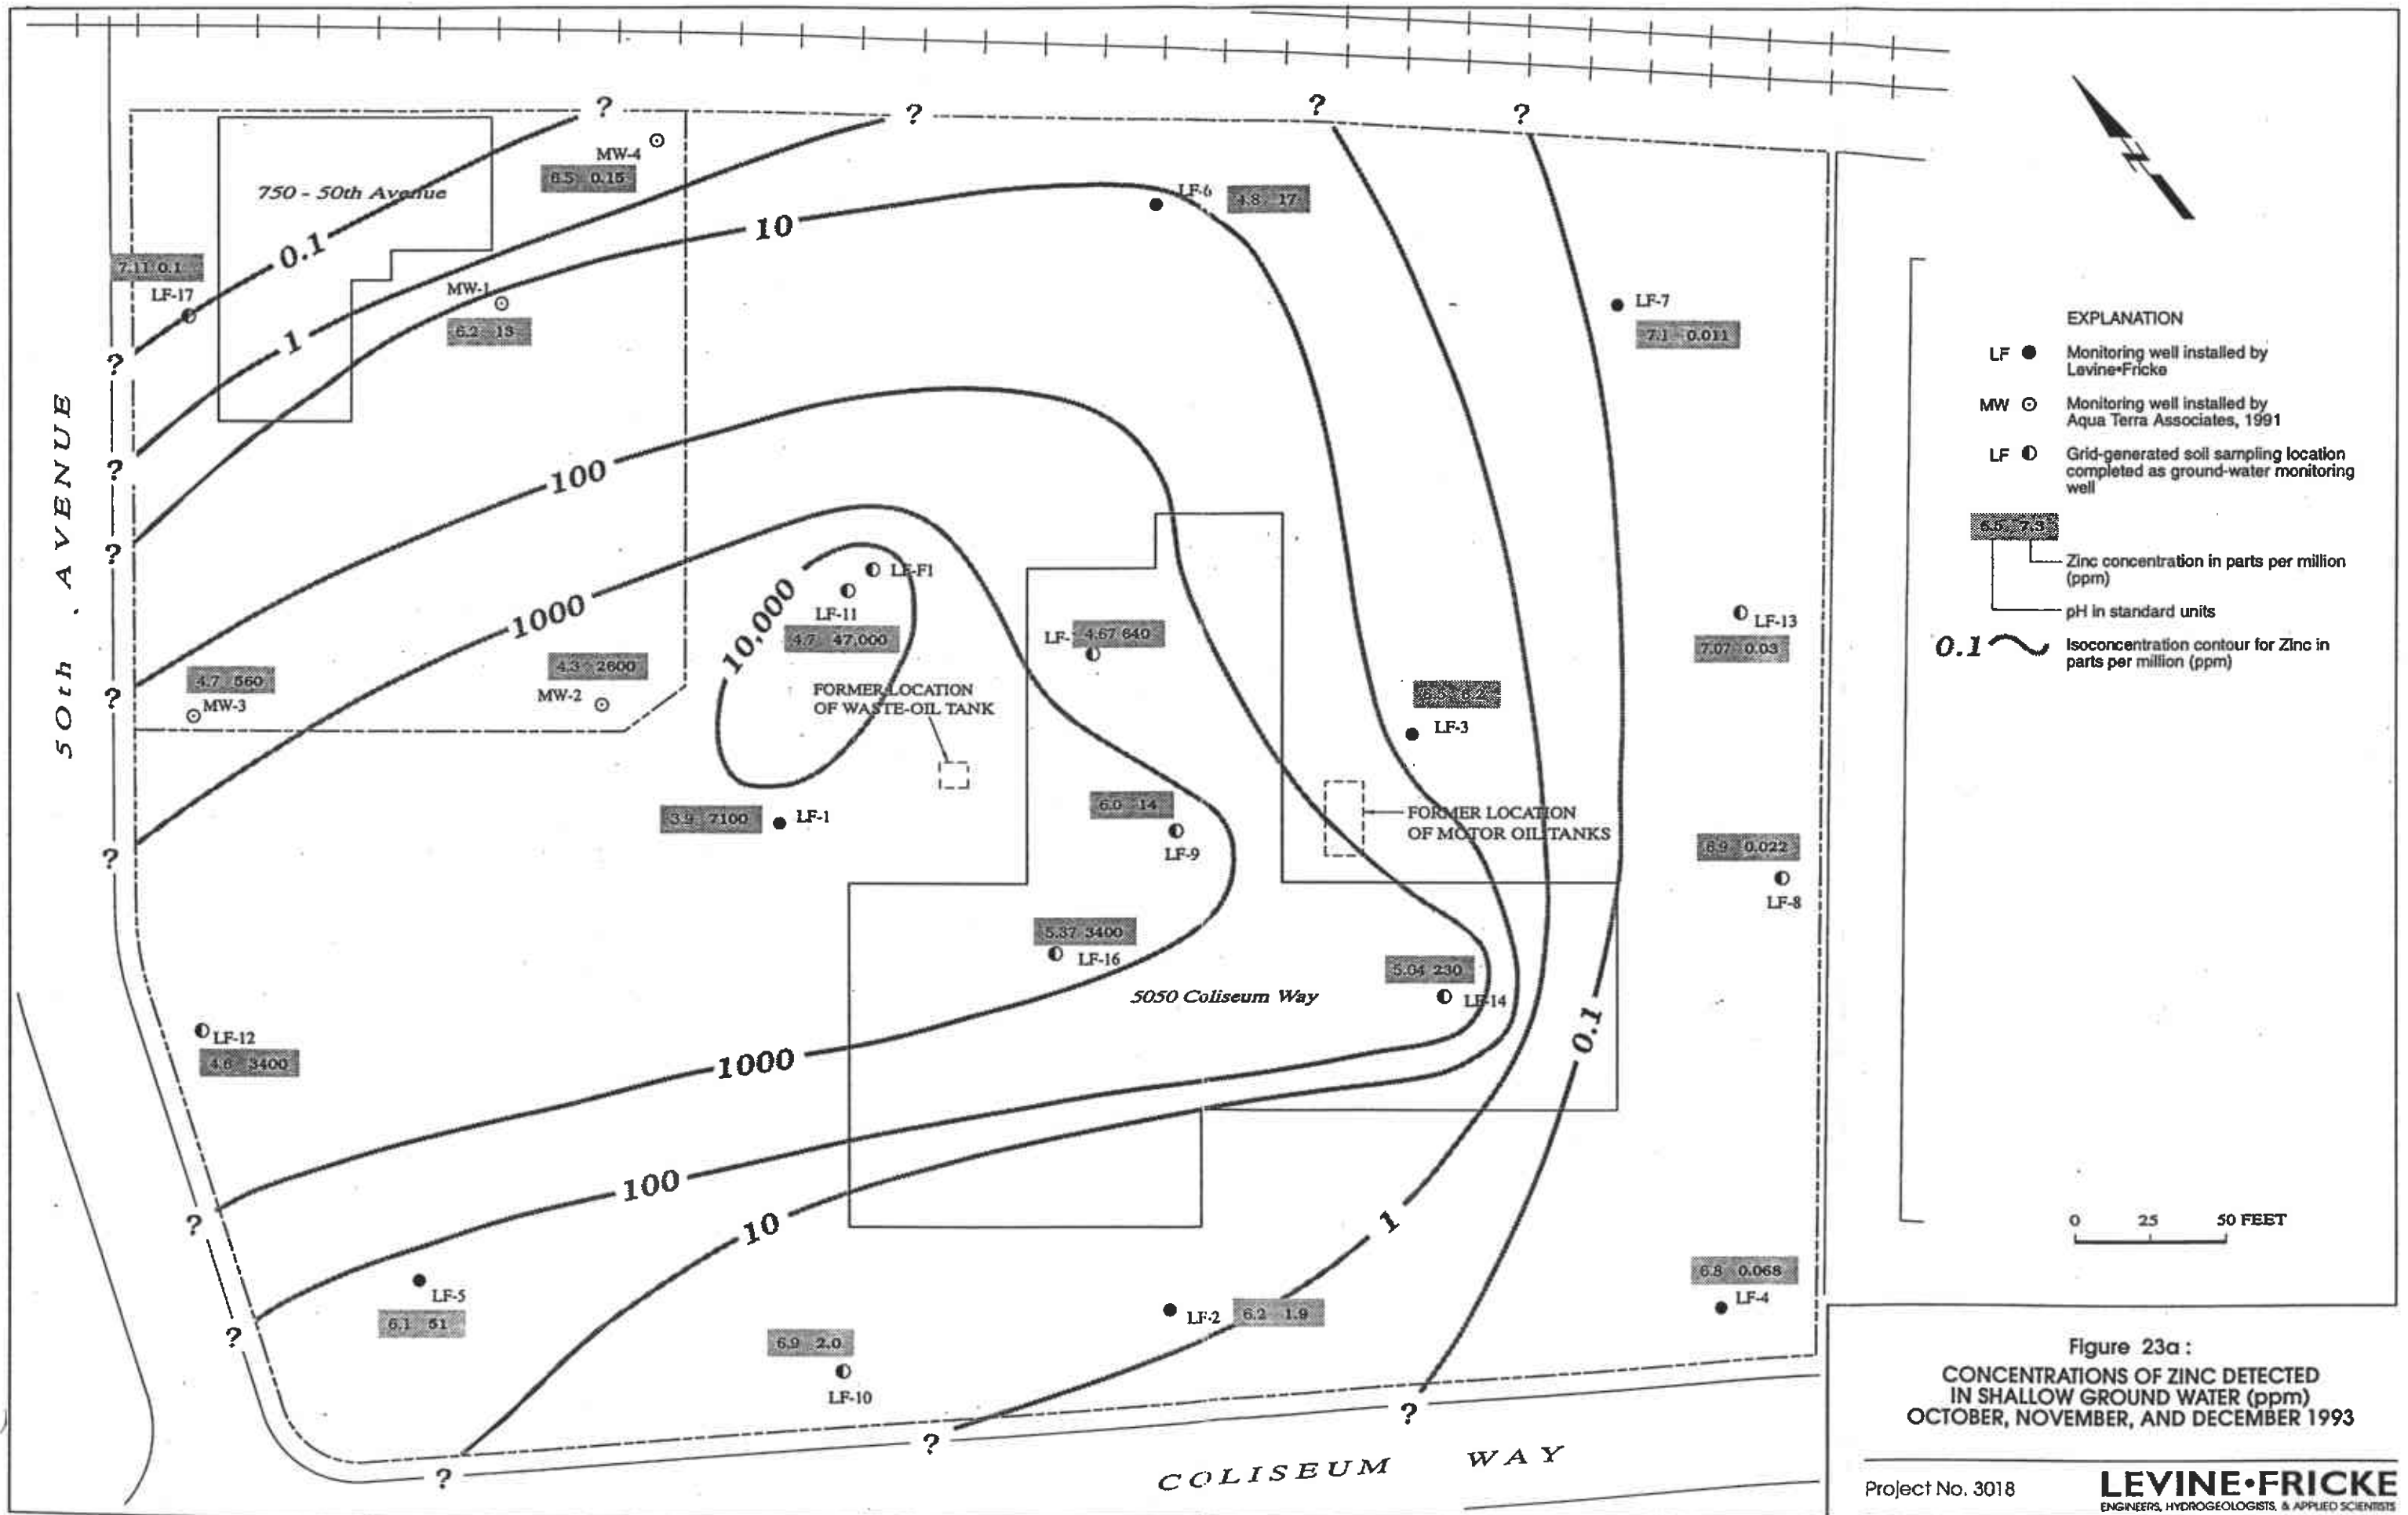 ?
?
?
?
MW-4
6.5 0.15
750 - 50th Avenue
LF-6
4.8 17
10
0.1
7.11 0.1
LF-17
MW-1
6.2 13
1
LF-7
7.1 0.011
?
?
?
?
?
50th AVENUE
100
1000
10,000
LF-F1
LF-11
4.7 47,000
LF-
4.67 640
4.3 2600
MW-2
4.7 560
MW-3
FORMER LOCATION
OF WASTE-OIL TANK
LF-13
7.07 0.03
LF-3
3.9 7100
LF-1
6.0 14
LF-9
FORMER LOCATION
OF MOTOR OIL TANKS
6.9 0.022
LF-8
5.37 3400
LF-16
5050 Coliseum Way
5.04 230
LF-14
0.1
LF-12
4.6 3400
1000
100
10
1
?
?
LF-5
6.1 51
6.9 2.0
LF-10
LF-2
6.2 1.9
6.8 0.068
LF-4
?
?
?
COLISEUM WAY
EXPLANATION
LF Monitoring well installed by
Levine•Fricke
MW Monitoring well installed by
Aqua Terra Associates, 1991
LF Grid-generated soil sampling location
completed as ground-water monitoring
well
6.5 7.3
Zinc concentration in parts per million
(ppm)
pH in standard units
0.1 Isoconcentration contour for Zinc in
parts per million (ppm)
0 25 50 FEET
Figure 23a :
CONCENTRATIONS OF ZINC DETECTED
IN SHALLOW GROUND WATER (ppm)
OCTOBER, NOVEMBER, AND DECEMBER 1993
Project No. 3018
LEVINE•FRICKE
ENGINEERS, HYDROGEOLOGISTS, & APPLIED SCIENTISTS